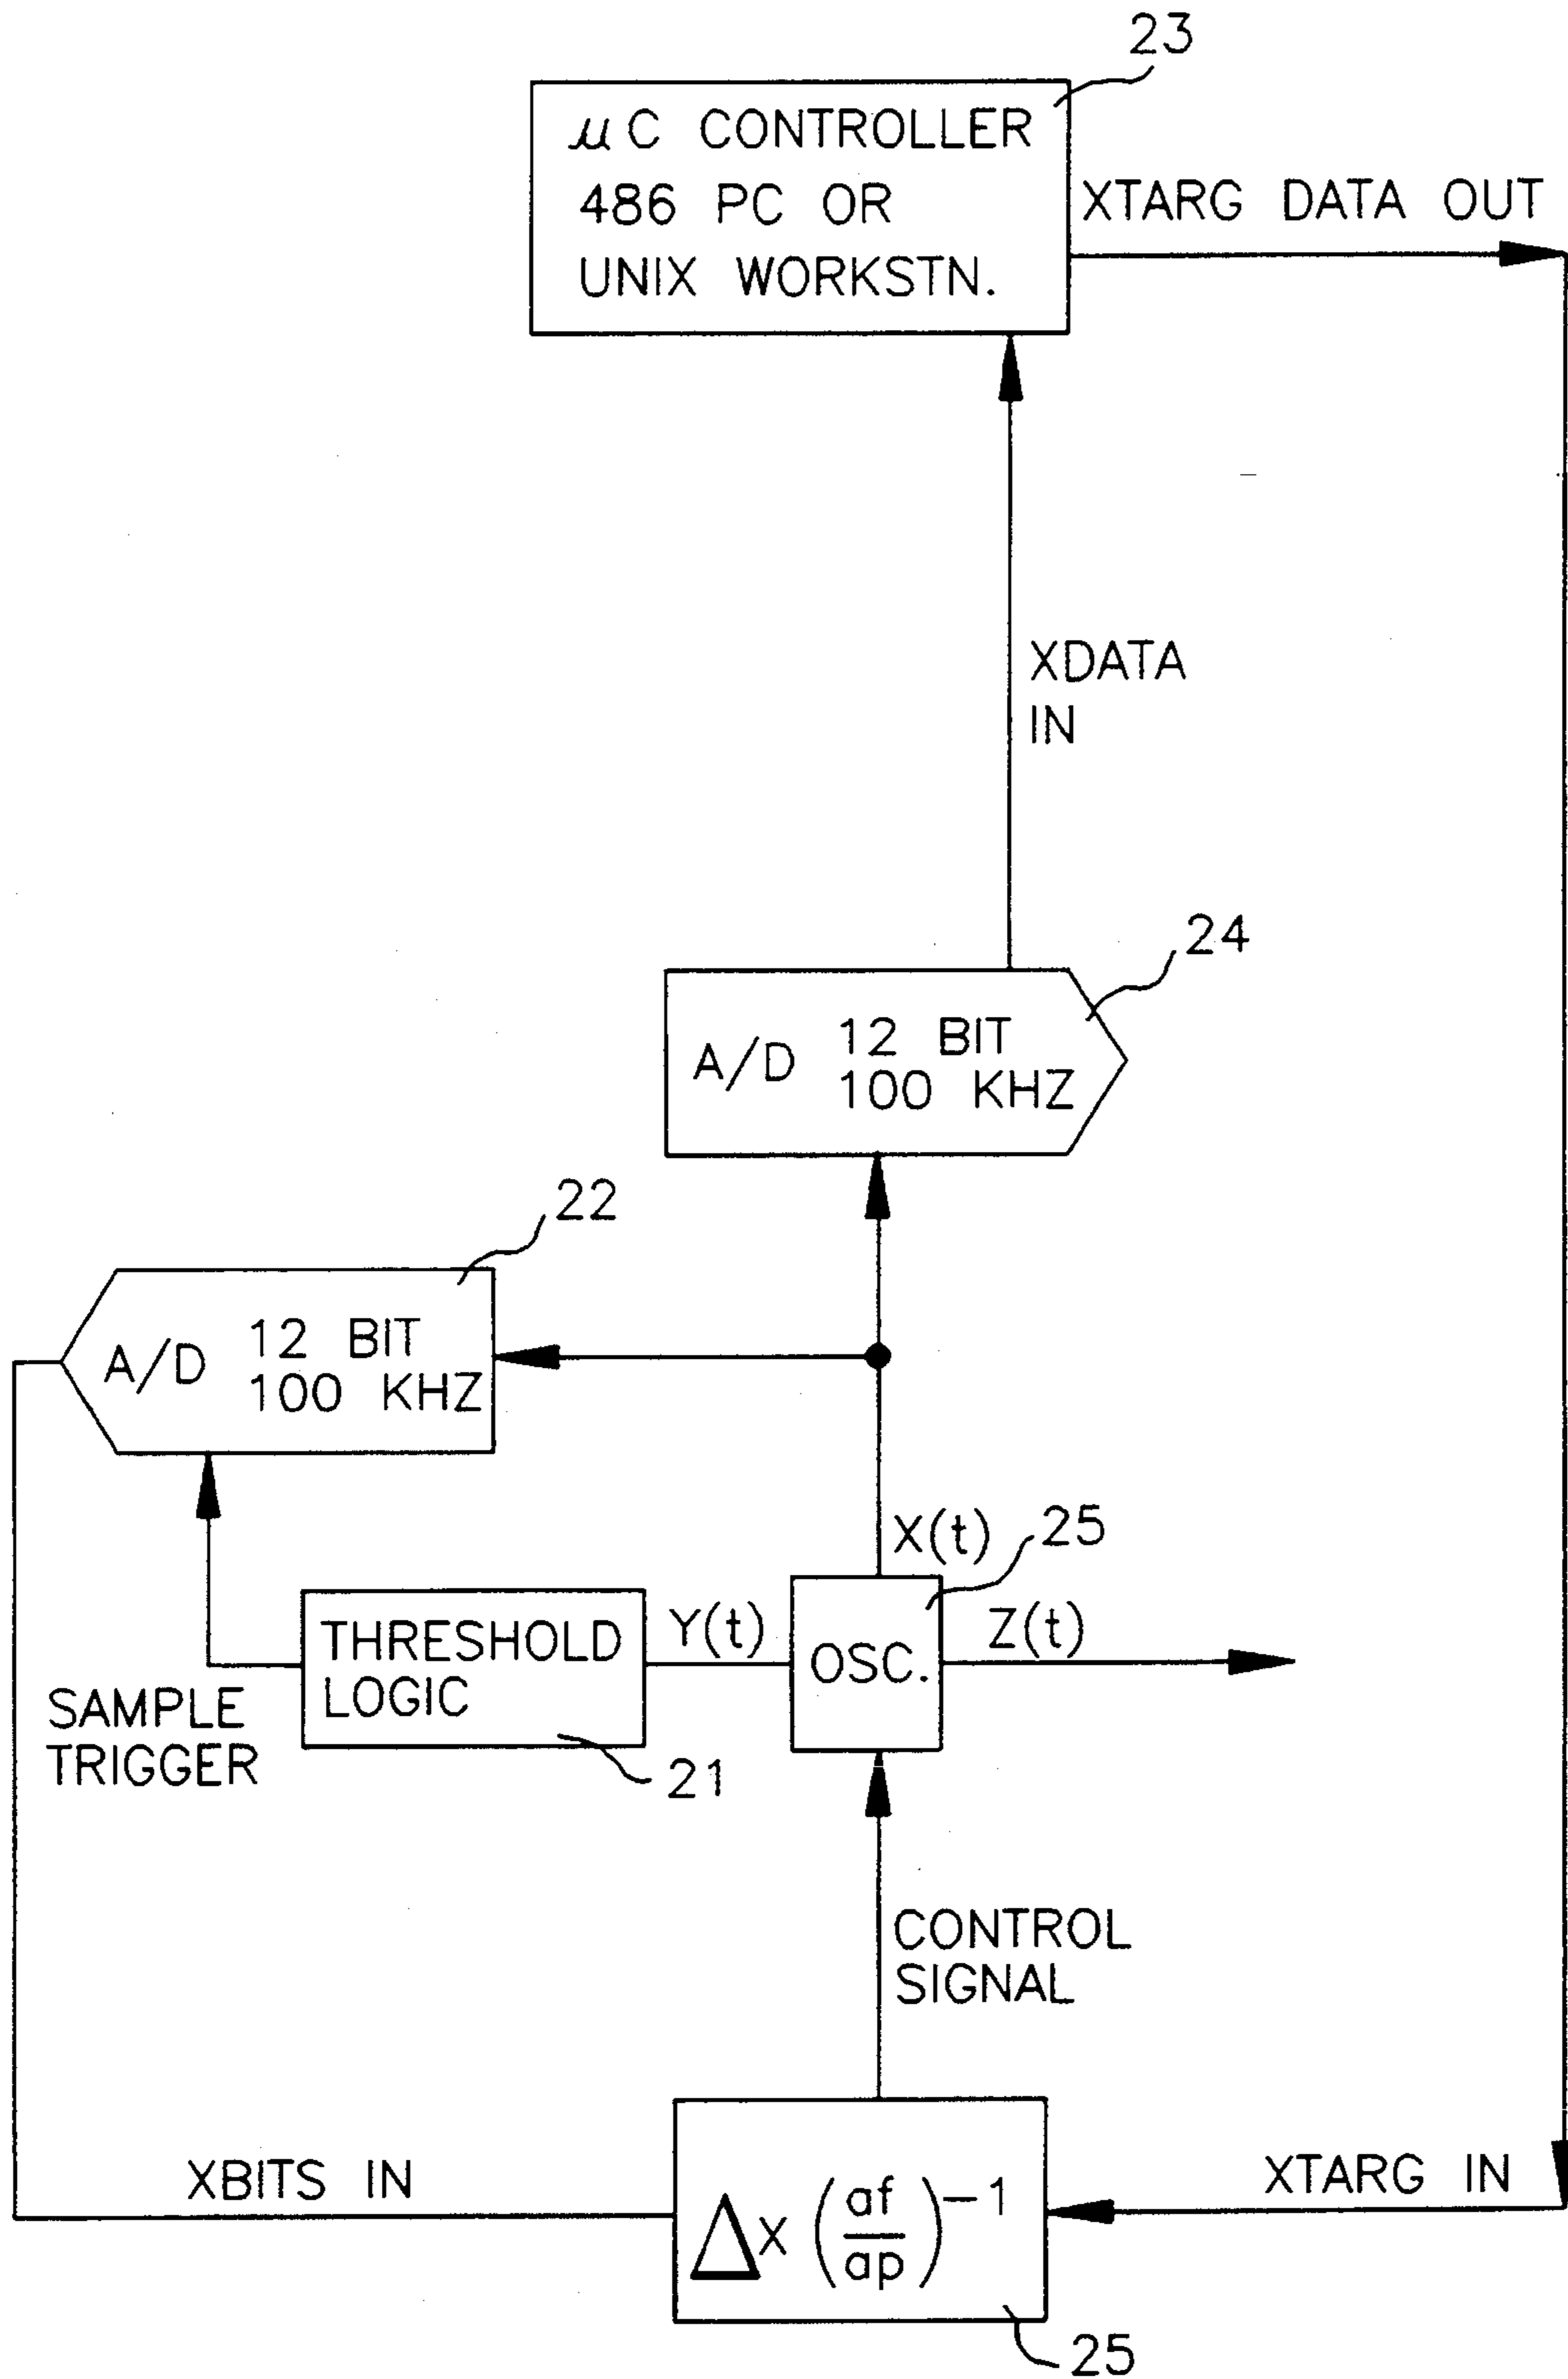 23
μC CONTROLLER
486 PC OR
UNIX WORKSTN.
XTARG DATA OUT
XDATA
IN
24
A/D 12 BIT
100 KHZ
22
A/D 12 BIT
100 KHZ
X(t)
25
THRESHOLD
LOGIC
Y(t)
OSC.
Z(t)
SAMPLE
TRIGGER
21
CONTROL
SIGNAL
XBITS IN
XTARG IN
Δx (af/ap)−1
25